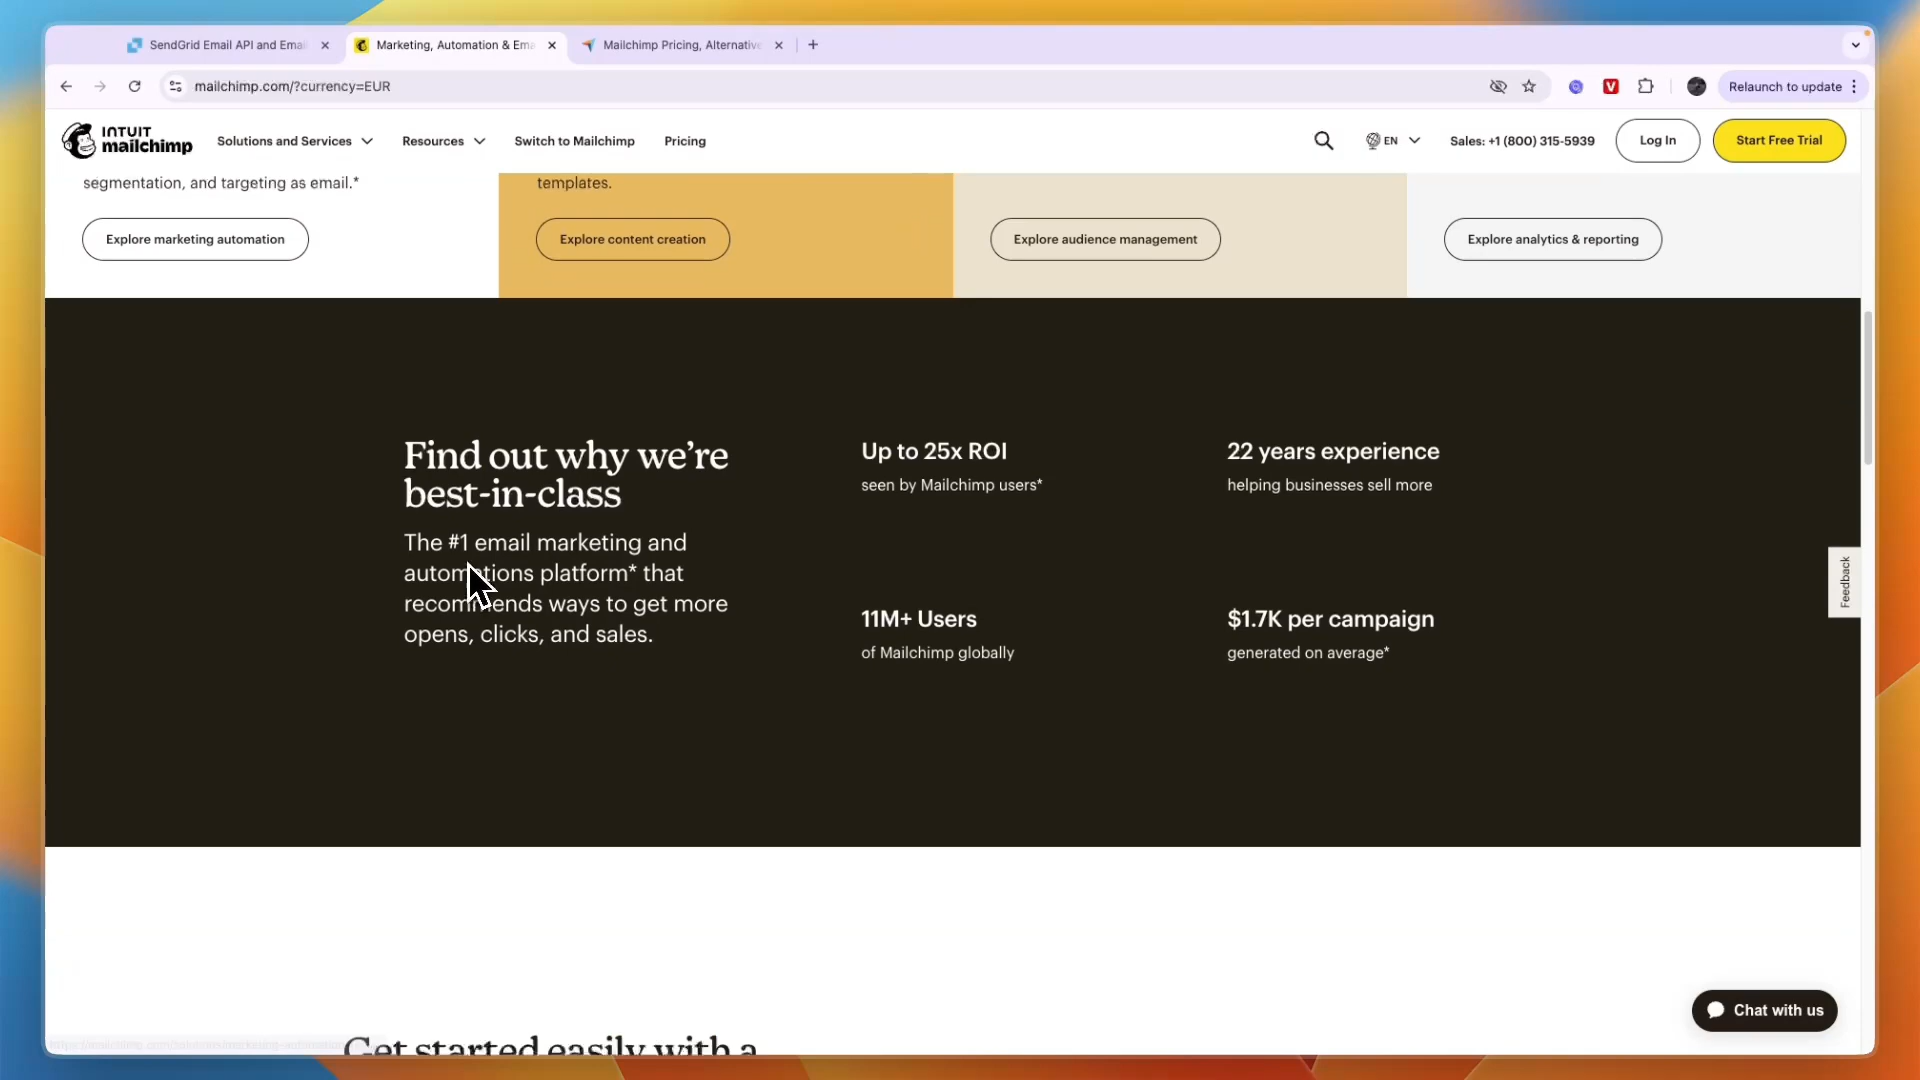 SendGrid Email API and Emai
Marketing, Automation & Ema
Mailchimp Pricing, Alternativ
mailchimp.com/?currency=EUR
Relaunch to update
INTUIT
mailchimp
Solutions and Services
Resources
Switch to Mailchimp
Pricing
EN
Sales: +1 (800) 315-5939
Log In
Start Free Trial
segmentation, and targeting as email.*
templates.
Explore marketing automation
Explore content creation
Explore audience management
Explore analytics & reporting
Find out why we're
best-in-class
The #1 email marketing and
automations platform* that
recommends ways to get more
opens, clicks, and sales.
Up to 25x ROI
seen by Mailchimp users*
22 years experience
helping businesses sell more
11M+ Users
of Mailchimp globally
$1.7K per campaign
generated on average*
Feedback
Chat with us
Get started easily with a